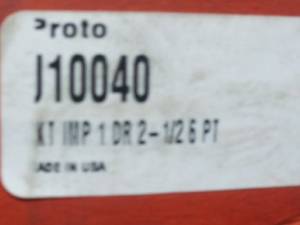 Proto
J10040
KT IMP 1 DR 2-1/2 6 PT
ADE IN USA